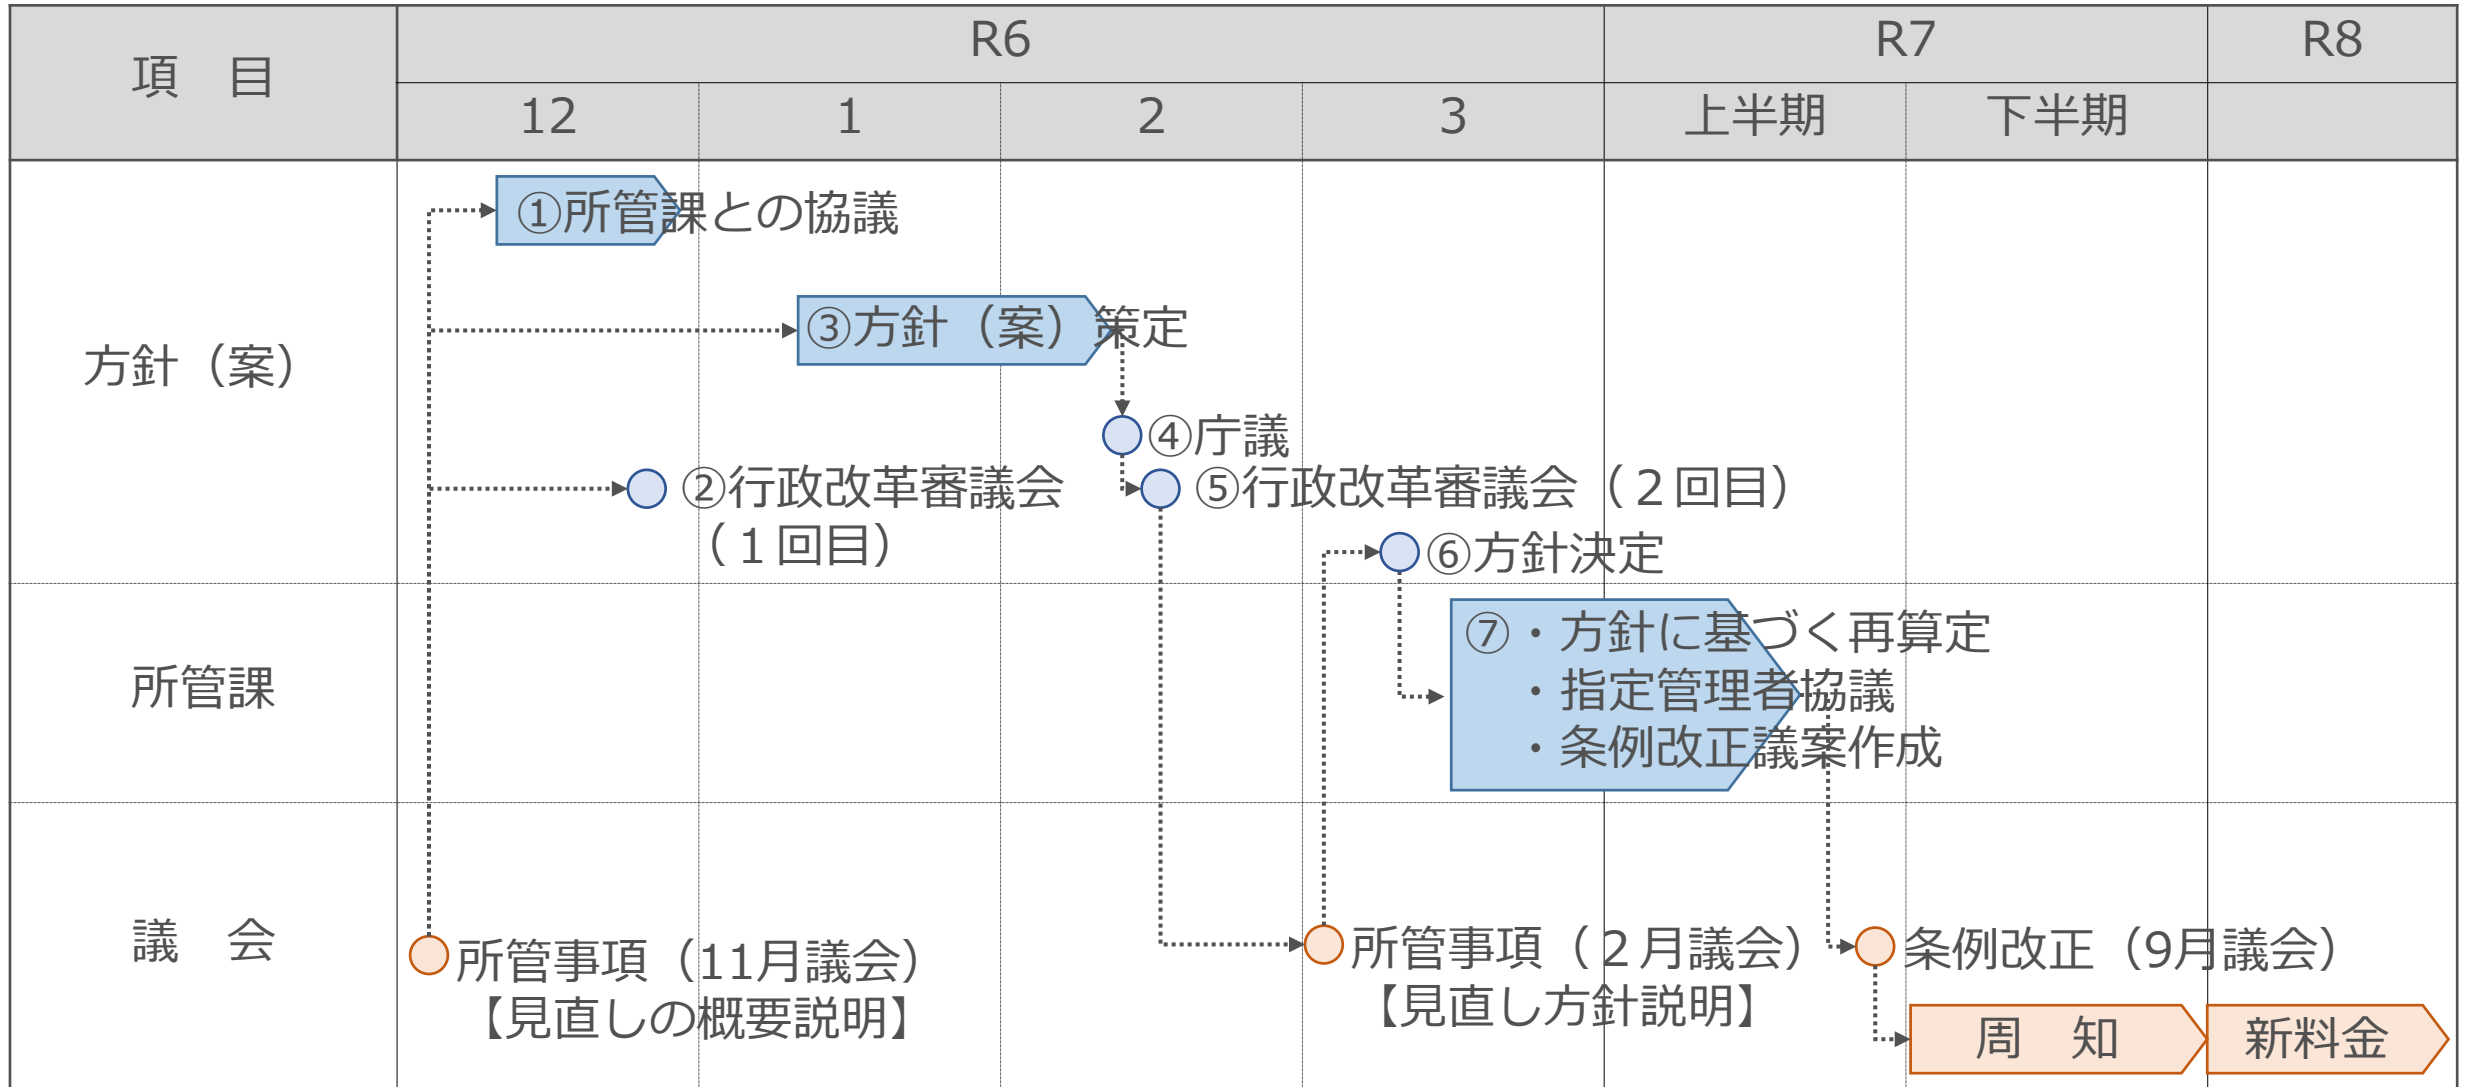 項　目
R6
R7
R8
12
1
2
3
上半期
下半期
方針（案）
①所管課との協議
③方針（案）策定
④庁議
②行政改革審議会
（１回目）
⑤行政改革審議会（２回目）
⑥方針決定
所管課
⑦・方針に基づく再算定
・指定管理者協議
・条例改正議案作成
議　会
所管事項（11月議会）
【見直しの概要説明】
所管事項（２月議会）
【見直し方針説明】
条例改正（9月議会）
周　知
新料金